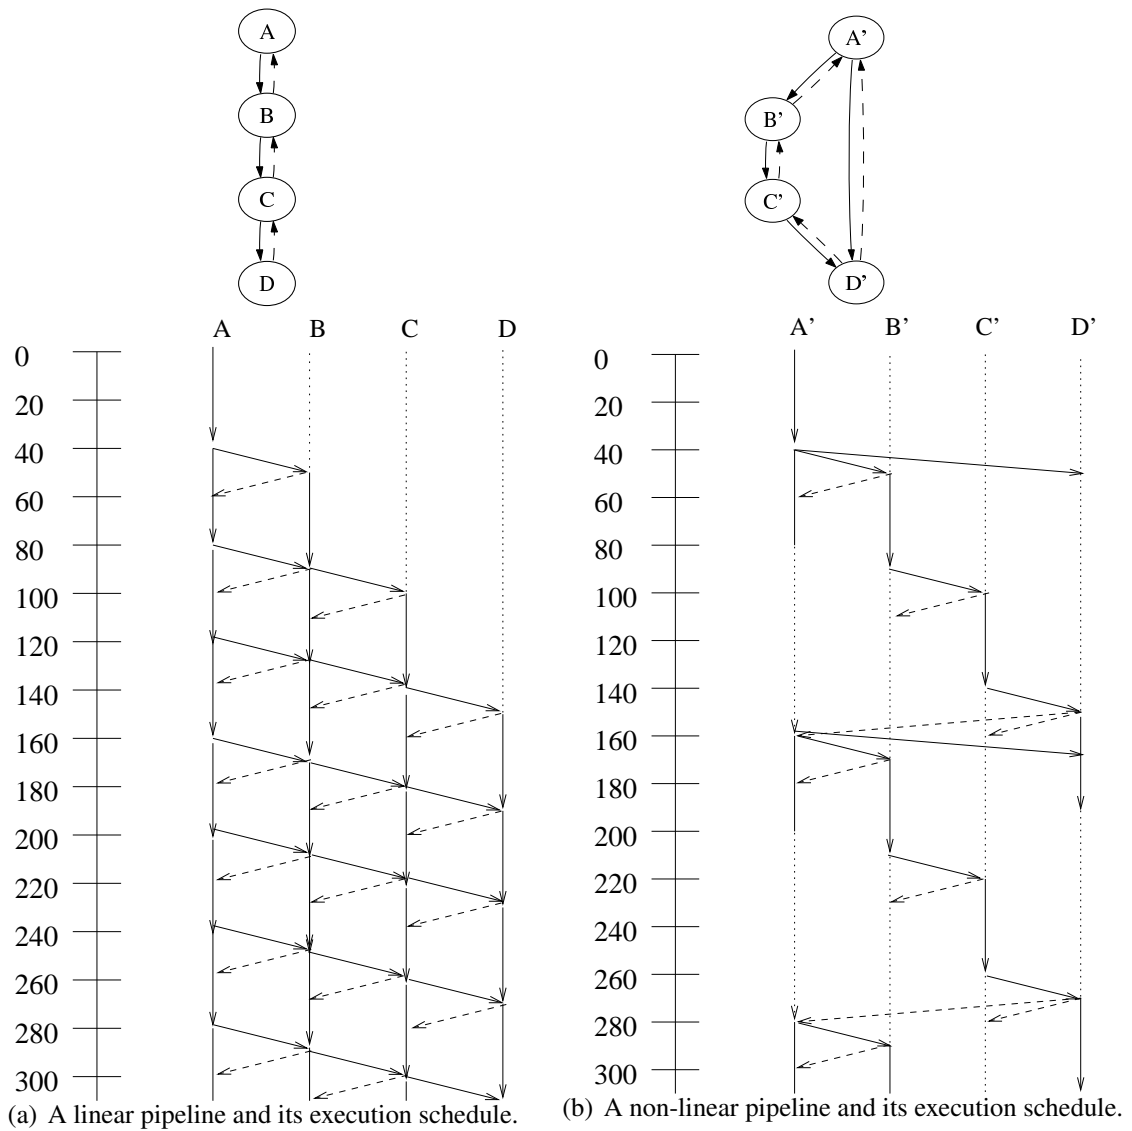 A
B
C
D
A B C D
0
20
40
60
80
100
120
140
160
180
200
220
240
260
280
300
(a) A linear pipeline and its execution schedule.
A’
B’
C’
D’
A’ B’ C’ D’
0
20
40
60
80
100
120
140
160
180
200
220
240
260
280
300
(b) A non-linear pipeline and its execution schedule.